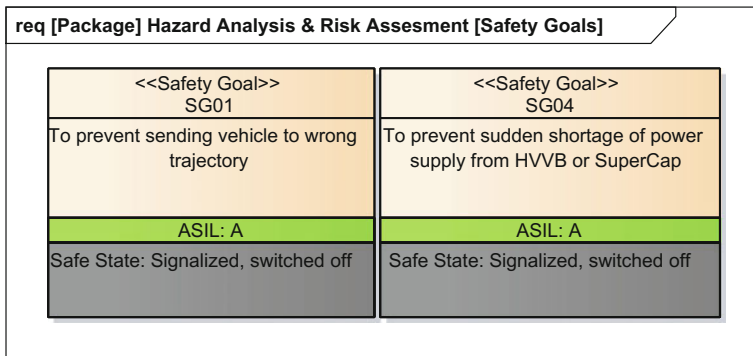 req [Package] Hazard Analysis & Risk Assesment [Safety Goals]
<<Safety Goal>>
SG01
To prevent sending vehicle to wrong
trajectory
ASIL: A
Safe State: Signalized, switched off
<<Safety Goal>>
SG04
To prevent sudden shortage of power
supply from HVVB or SuperCap
ASIL: A
Safe State: Signalized, switched off